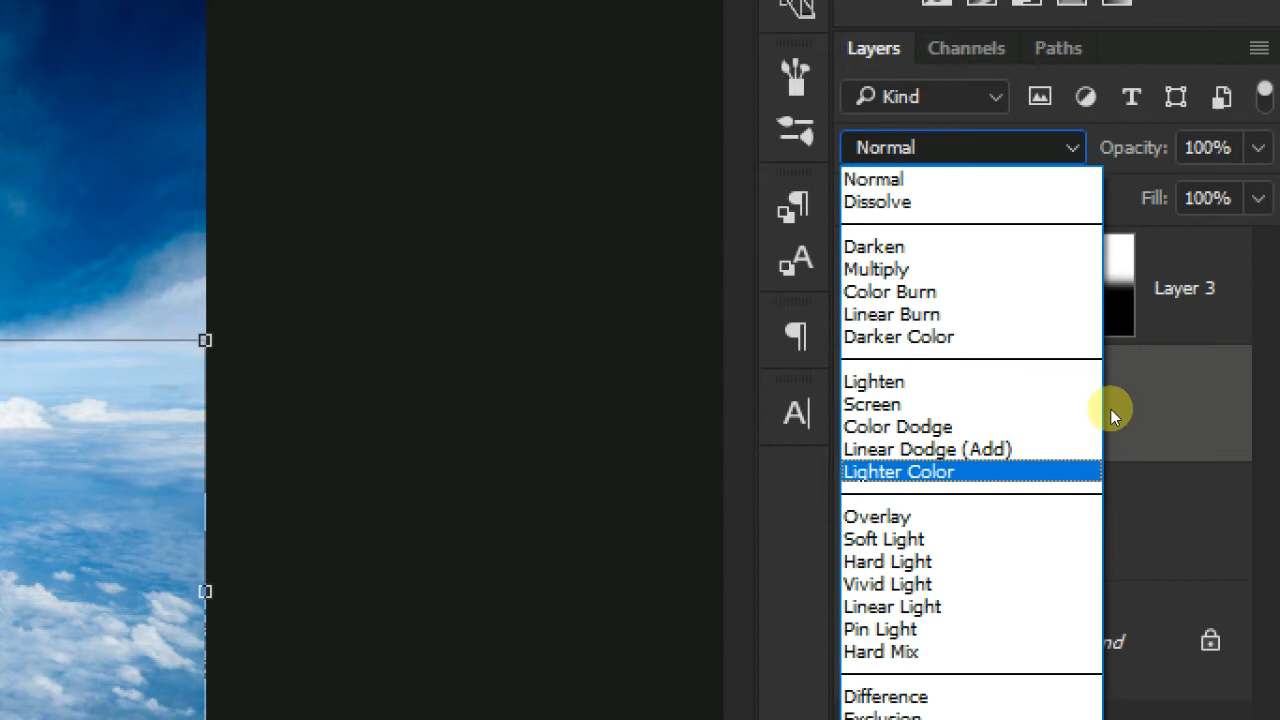 Layers Channels Paths
Kind
Normal Opacity: 100%
Normal
Dissolve
Fill: 100%
Darken
Multiply
Color Burn
Linear Burn
Darker Color
Layer 3
Lighten
Screen
Color Dodge
Linear Dodge (Add)
Lighter Color
Overlay
Soft Light
Hard Light
Vivid Light
Linear Light
Pin Light
Hard Mix
nd
Difference
Exclusion